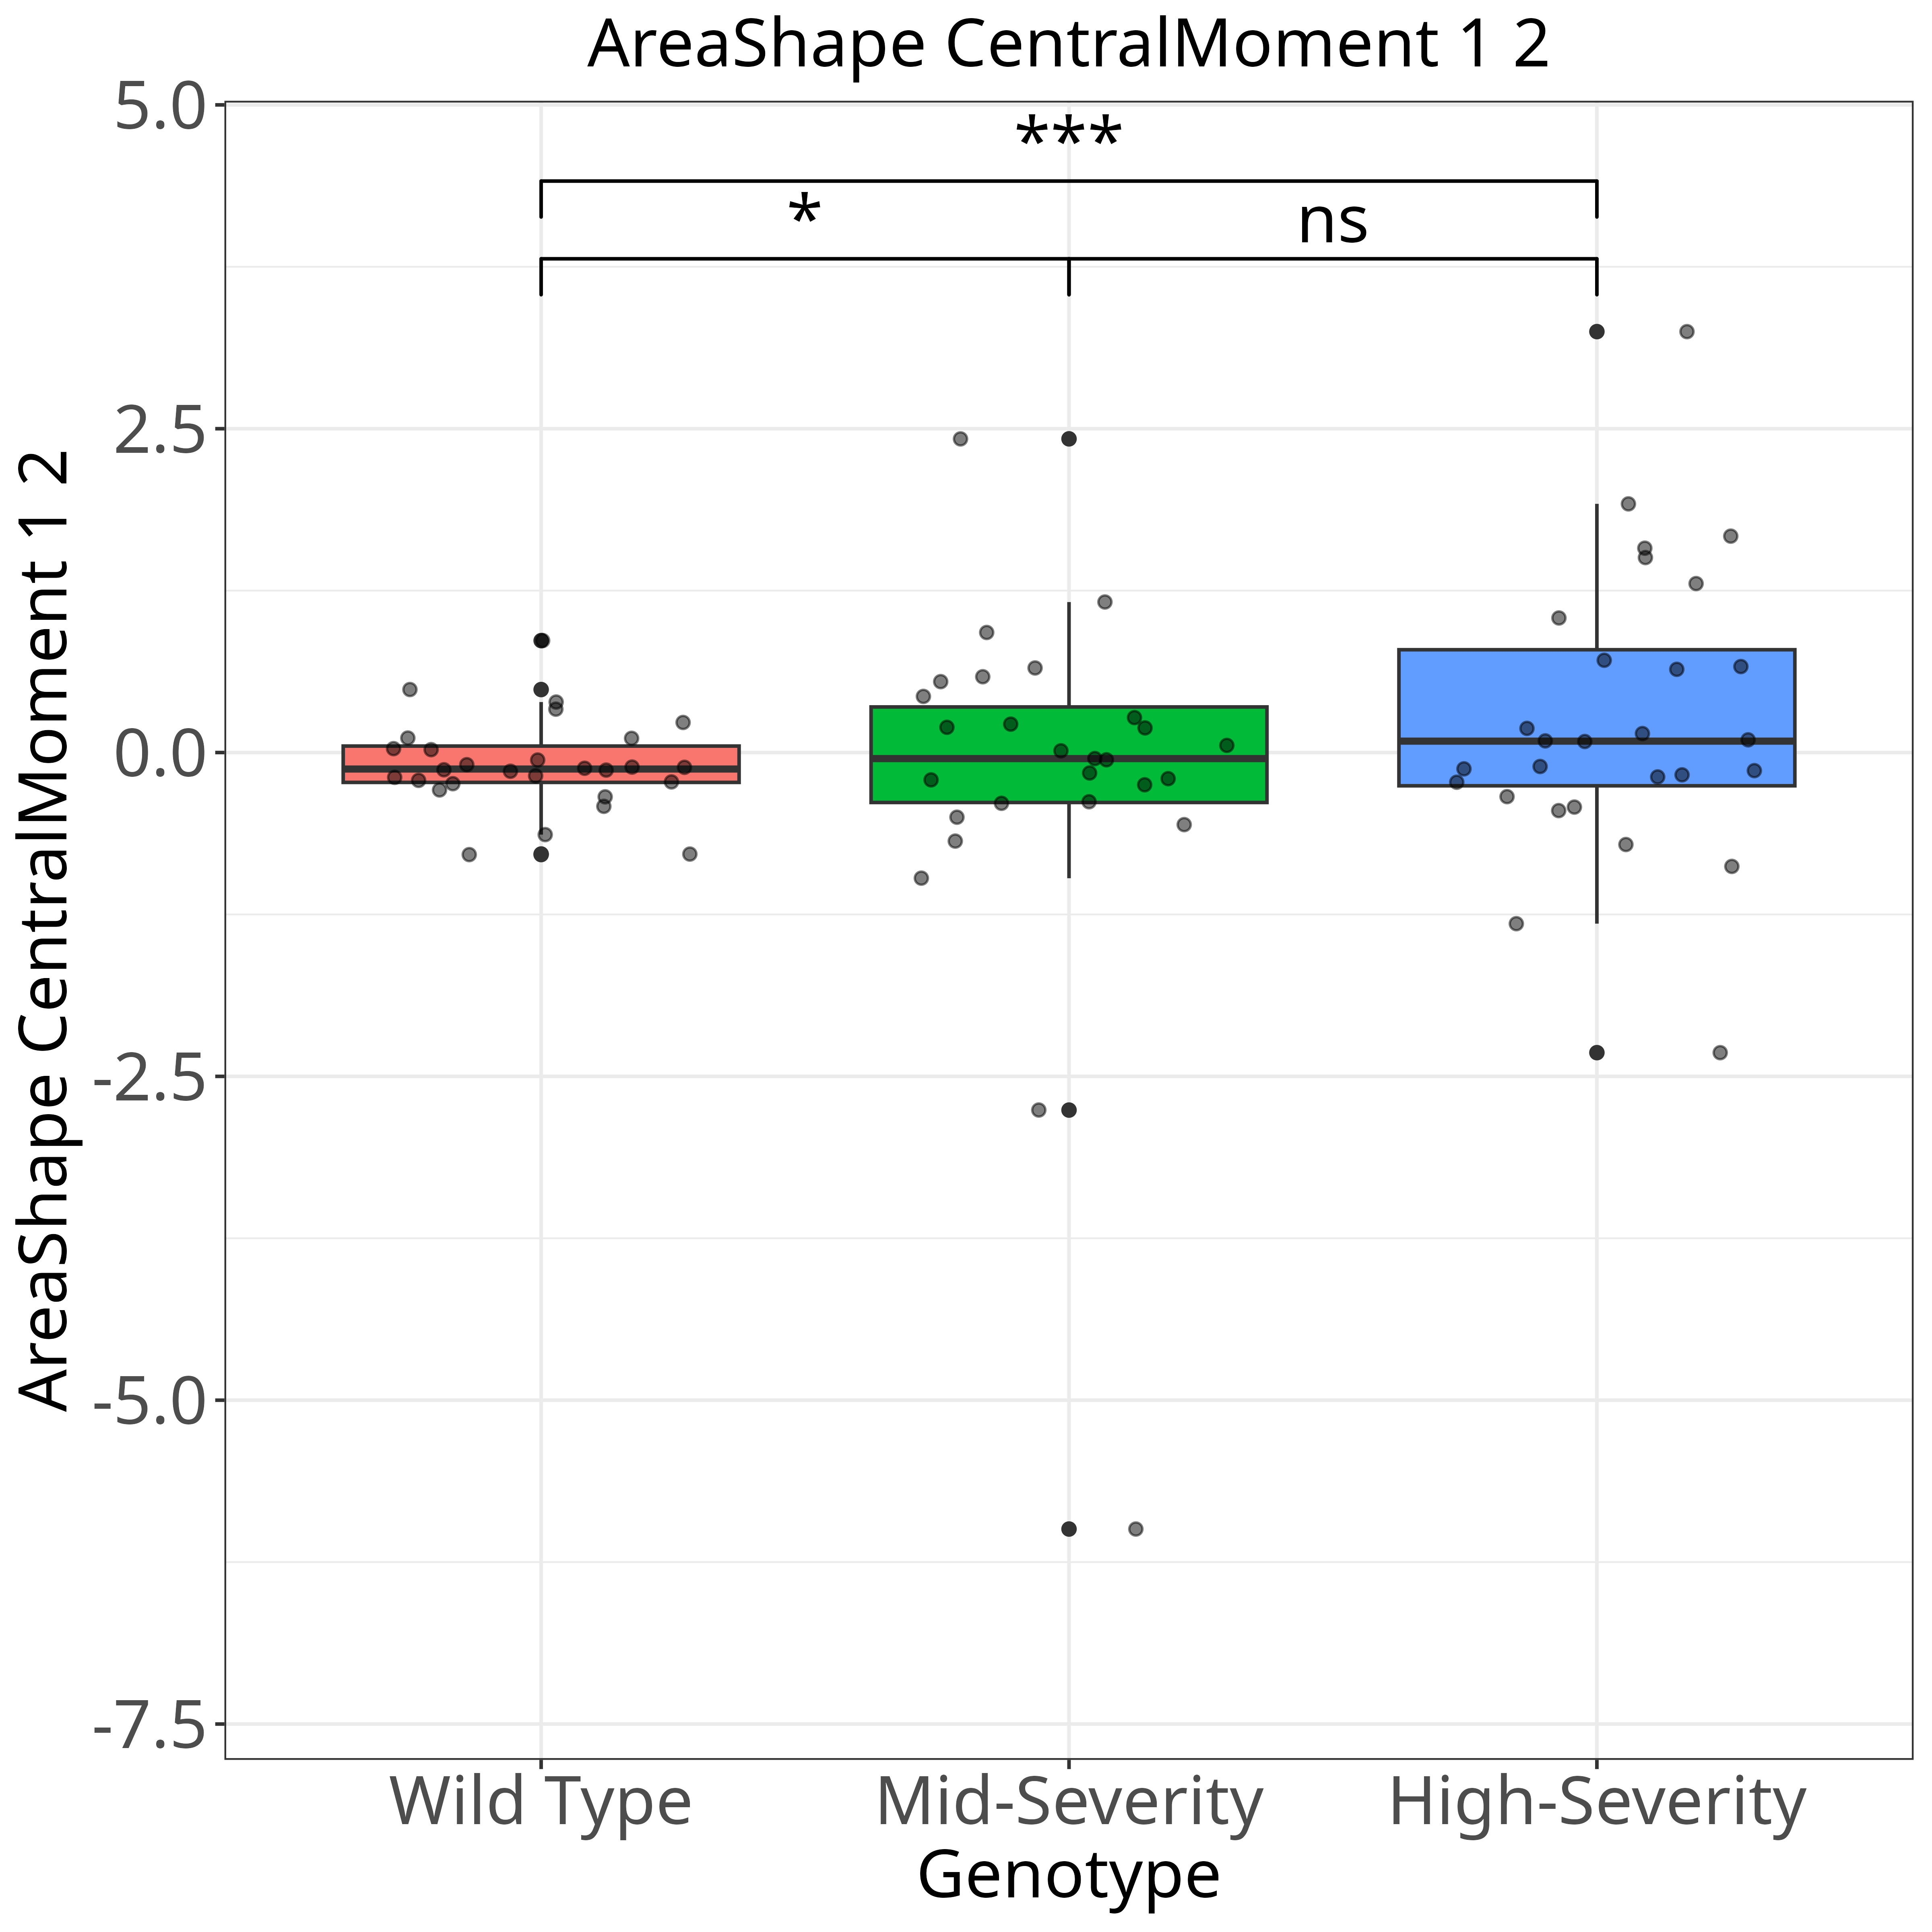 AreaShape CentralMoment 1 2
AreaShape CentralMoment 1 2
5.0
2.5
0.0
-2.5
-5.0
-7.5
***
*
ns
Wild Type
Mid-Severity
High-Severity
Genotype